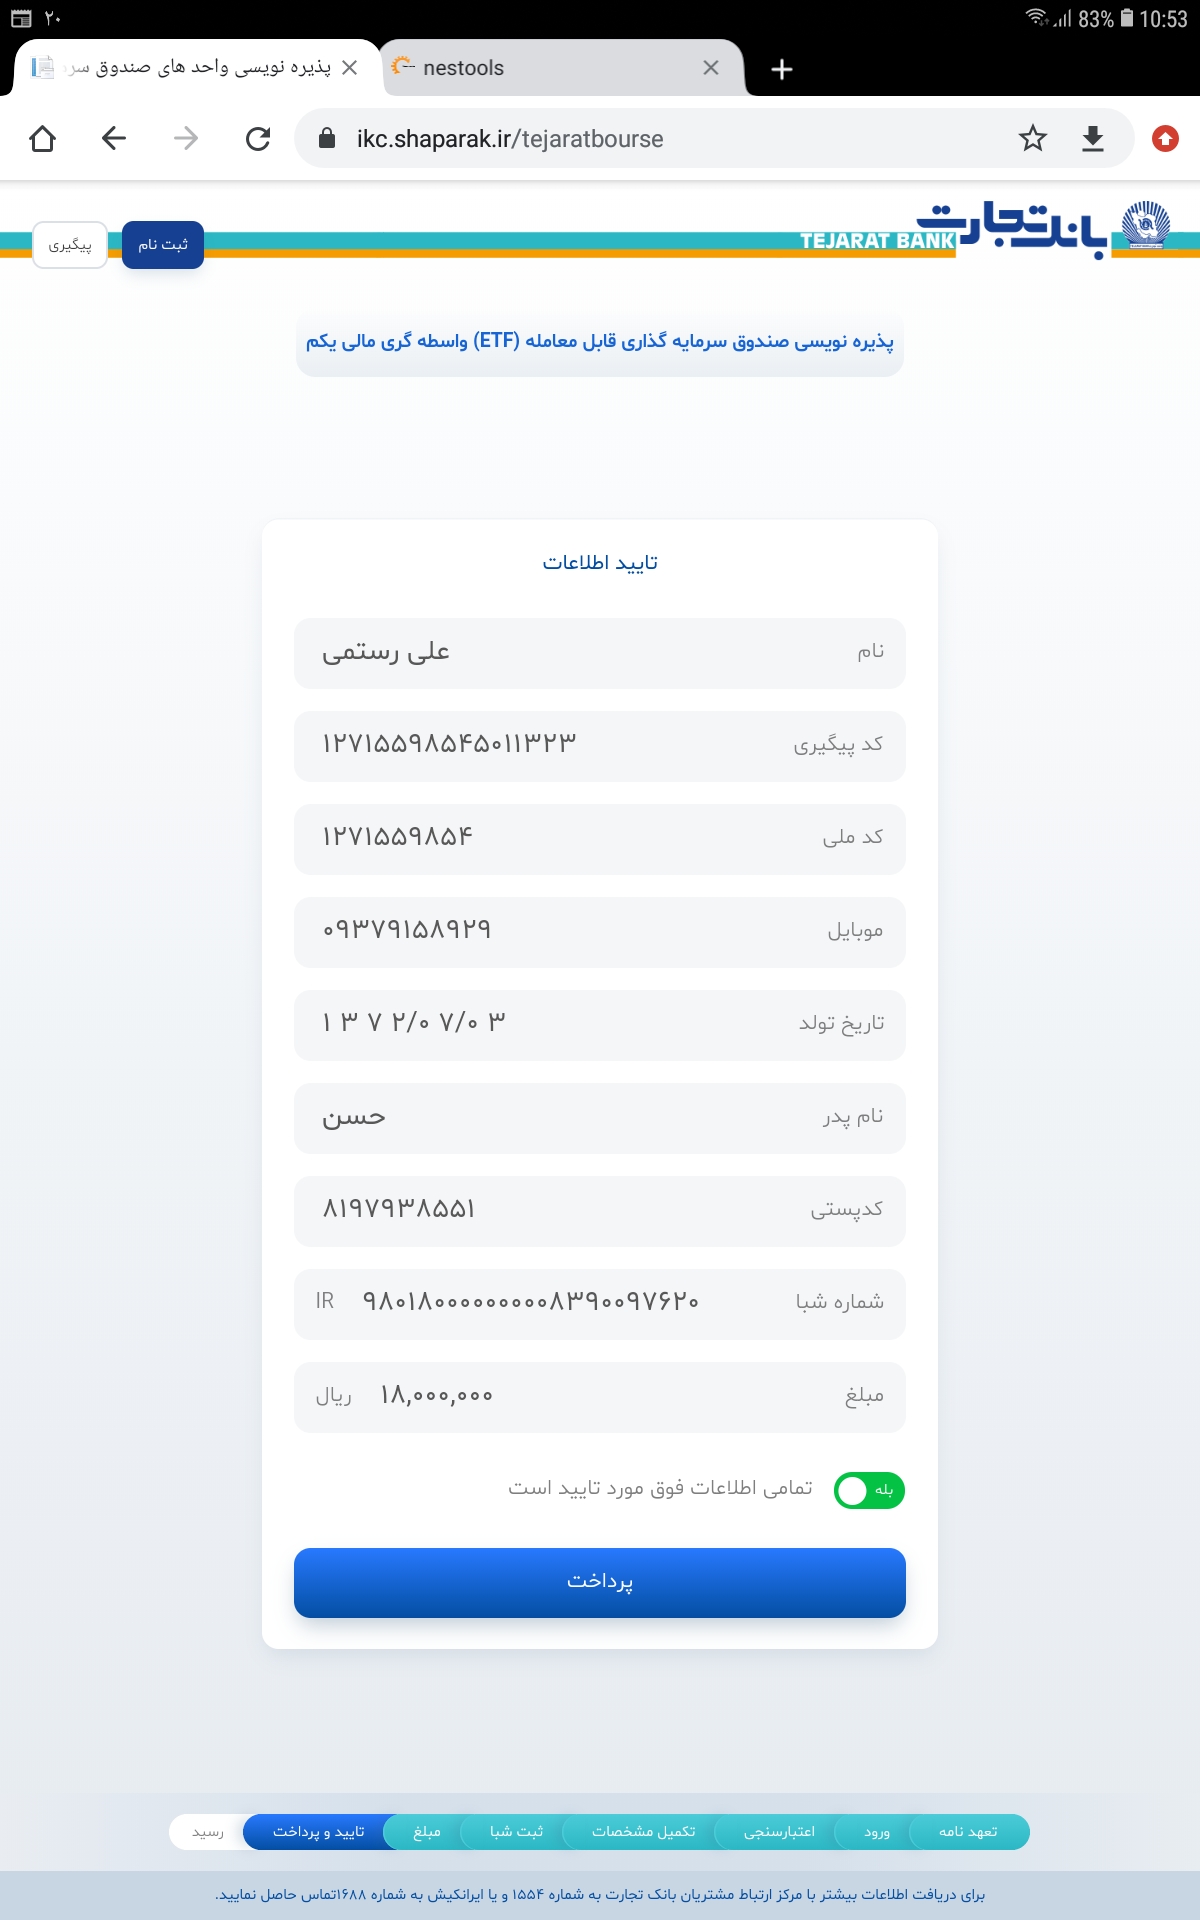 ۲۰
83% 10:53
پذیره نویسی واحد های صندوق سر
nestools
ikc.shaparak.ir/tejaratbourse
بانک تجارت
TEJARAT BANK
ثبت نام
پیگیری
پذیره نویسی صندوق سرمایه گذاری قابل معامله (ETF) واسطه گری مالی یکم
تایید اطلاعات
نام علی رستمی
کد پیگیری ۱۲۷۱۵۵۹۸۵۴۵۰۱۱۳۲۳
کد ملی ۱۲۷۱۵۵۹۸۵۴
موبایل ۰۹۳۷۹۱۵۸۹۲۹
تاریخ تولد ۱۳۷۲/۰۷/۰۳
نام پدر حسن
کدپستی ۸۱۹۷۹۳۸۵۵۱
شماره شبا ۹۸۰۱۸۰۰۰۰۰۰۰۰۰۸۳۹۰۰۹۷۶۲۰ IR
مبلغ ۱۸,۰۰۰,۰۰۰ ریال
بله تمامی اطلاعات فوق مورد تایید است
پرداخت
تعهد نامه ورود اعتبارسنجی تکمیل مشخصات ثبت شبا مبلغ تایید و پرداخت رسید
برای دریافت اطلاعات بیشتر با مرکز ارتباط مشتریان بانک تجارت به شماره ۱۵۵۴ و یا ایرانکیش به شماره ۱۶۸۸تماس حاصل نمایید.